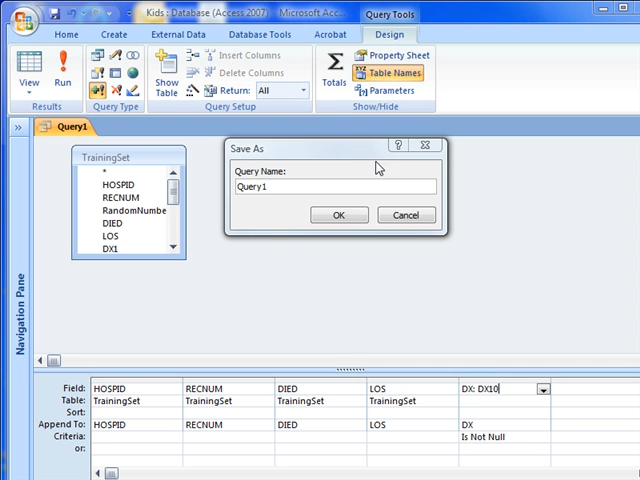 Kids : Database (Access 2007) - Microsoft Acc
Query Tools
Home Create External Data Database Tools Acrobat Design
View
Run
Results
Query Type
Show Table
Insert Columns
Delete Columns
Return: All
Query Setup
Totals
Property Sheet
Table Names
Parameters
Show/Hide
Query1
Navigation Pane
TrainingSet
*
HOSPID
RECNUM
RandomNumbe
DIED
LOS
DX1
Save As
Query Name:
Query1
OK Cancel
Field: HOSPID RECNUM DIED LOS DX: DX10
Table: TrainingSet TrainingSet TrainingSet TrainingSet
Sort:
Append To: HOSPID RECNUM DIED LOS DX
Criteria: Is Not Null
or: